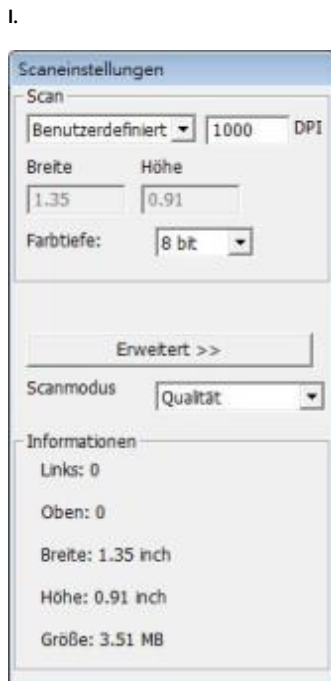 I.
Scaneinstellungen
Scan
Benutzerdefiniert 1000 DPI
Breite Höhe
1.35 0.91
Farbtiefe: 8 bit
Erweitert >>
Scanmodus Qualität
Informationen
Links: 0
Oben: 0
Breite: 1.35 inch
Höhe: 0.91 inch
Größe: 3.51 MB